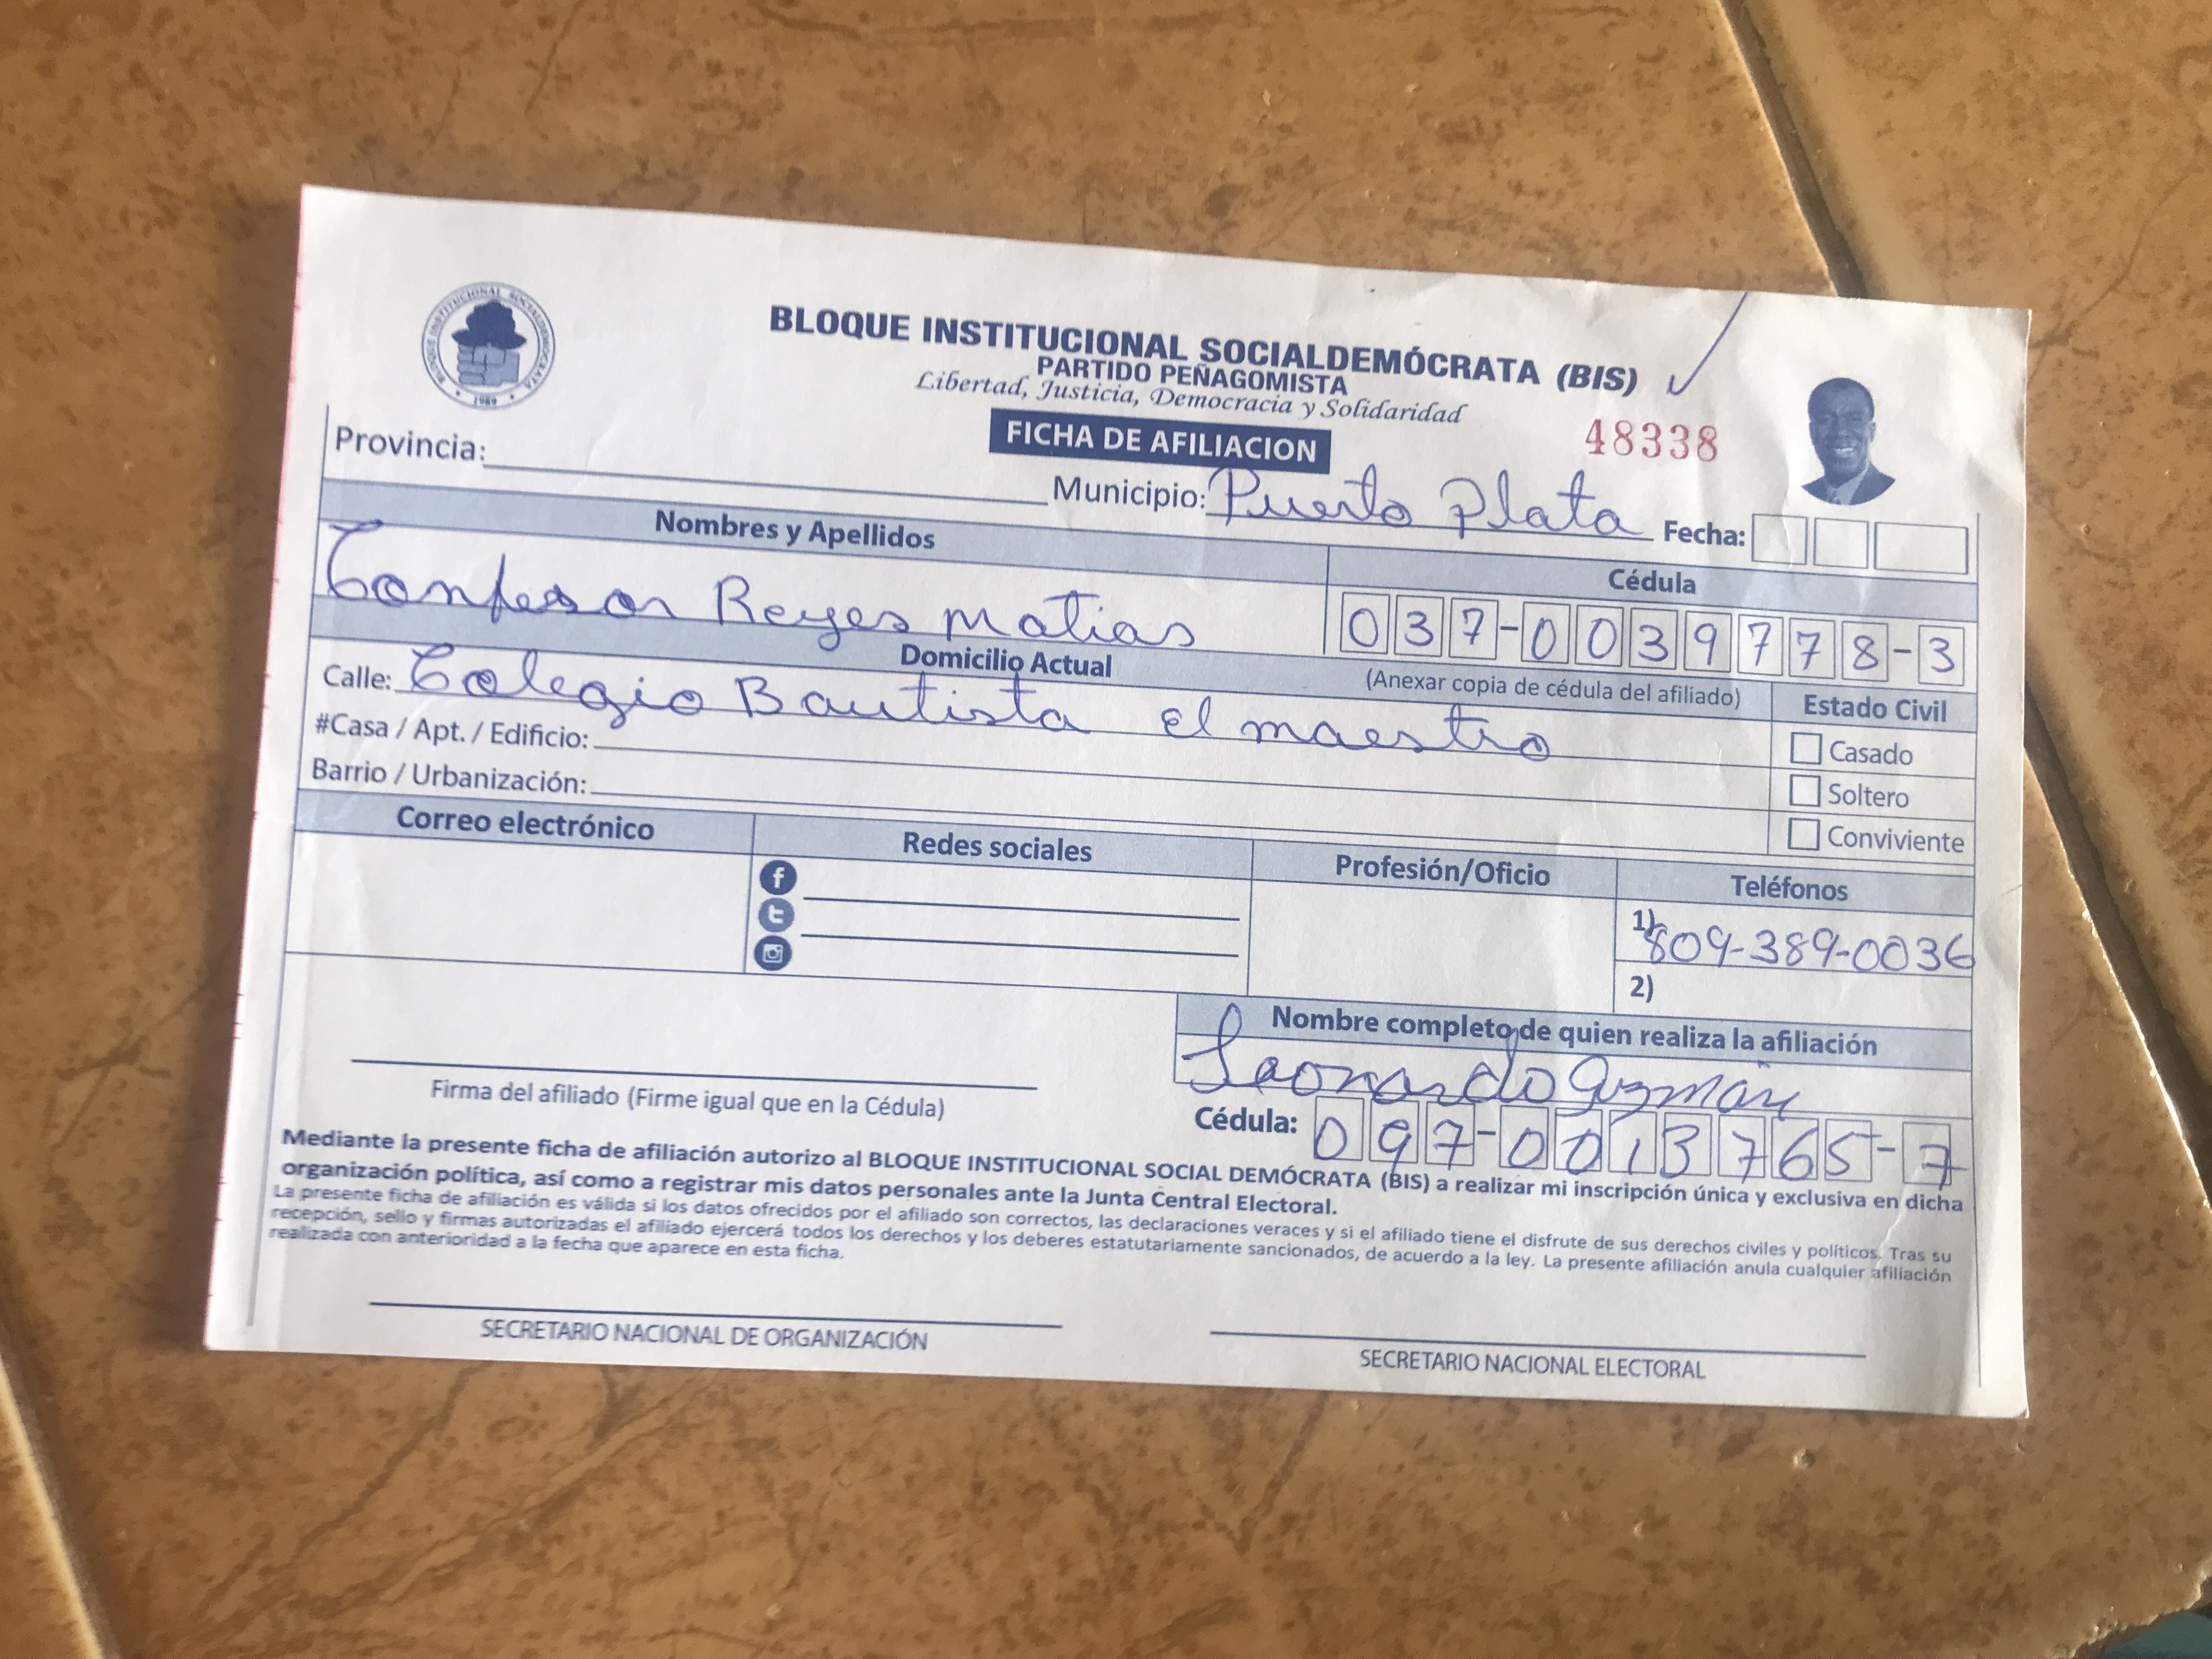 BLOQUE INSTITUCIONAL SOCIALDEMÓCRATA
1989
BLOQUE INSTITUCIONAL SOCIALDEMÓCRATA (BIS)
PARTIDO PEÑAGOMISTA
Libertad, Justicia, Democracia y Solidaridad
FICHA DE AFILIACION
48338
Provincia:
Municipio: Puerto Plata Fecha:
Nombres y Apellidos
Cédula
Confesor Reyes Matias
037-0039778-3
Domicilio Actual
(Anexar copia de cédula del afiliado)
Estado Civil
Calle: Colegio Bautista El maestro
#Casa / Apt. / Edificio:
Barrio / Urbanización:
Casado
Soltero
Conviviente
Correo electrónico
Redes sociales
Profesión/Oficio
Teléfonos
1) 809-389-0036
2)
Nombre completo de quien realiza la afiliación
Leonardo Guzmán
Firma del afiliado (Firme igual que en la Cédula)
Cédula: 097-0013765-7
Mediante la presente ficha de afiliación autorizo al BLOQUE INSTITUCIONAL SOCIAL DEMÓCRATA (BIS) a realizar mi inscripción única y exclusiva en dicha
organización política, así como a registrar mis datos personales ante la Junta Central Electoral.
La presente ficha de afiliación es válida si los datos ofrecidos por el afiliado son correctos, las declaraciones veraces y si el afiliado tiene el disfrute de sus derechos civiles y políticos. Tras su
recepción, sello y firmas autorizadas el afiliado ejercerá todos los derechos y los deberes estatutariamente sancionados, de acuerdo a la ley. La presente afiliación anula cualquier afiliación
realizada con anterioridad a la fecha que aparece en esta ficha.
SECRETARIO NACIONAL DE ORGANIZACIÓN
SECRETARIO NACIONAL ELECTORAL